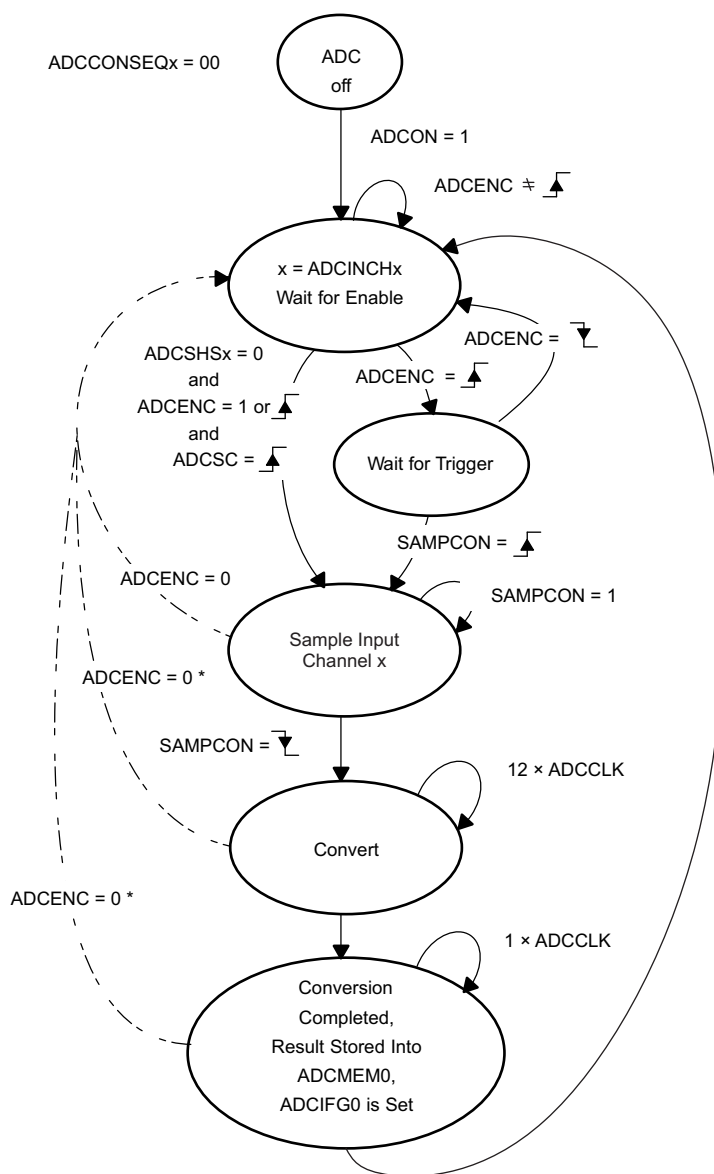 ADC
off
ADCCONSEQx = 00
ADCON = 1
ADCENC ≠
x = ADCINCHx
Wait for Enable
ADCSHSx = 0
and
ADCENC = 1 or
and
ADCSC =
ADCENC =
ADCENC =
Wait for Trigger
SAMPCON =
ADCENC = 0
SAMPCON = 1
Sample Input
Channel x
ADCENC = 0 *
SAMPCON =
12 × ADCCLK
Convert
ADCENC = 0 *
1 × ADCCLK
Conversion
Completed,
Result Stored Into
ADCMEM0,
ADCIFG0 is Set